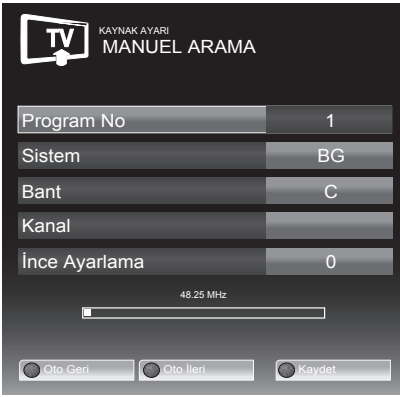 TV
KAYNAK AYARI
MANUEL ARAMA
Program No 1
Sistem BG
Bant C
Kanal
İnce Ayarlama 0
48.25 MHz
Oto Geri Oto İleri Kaydet